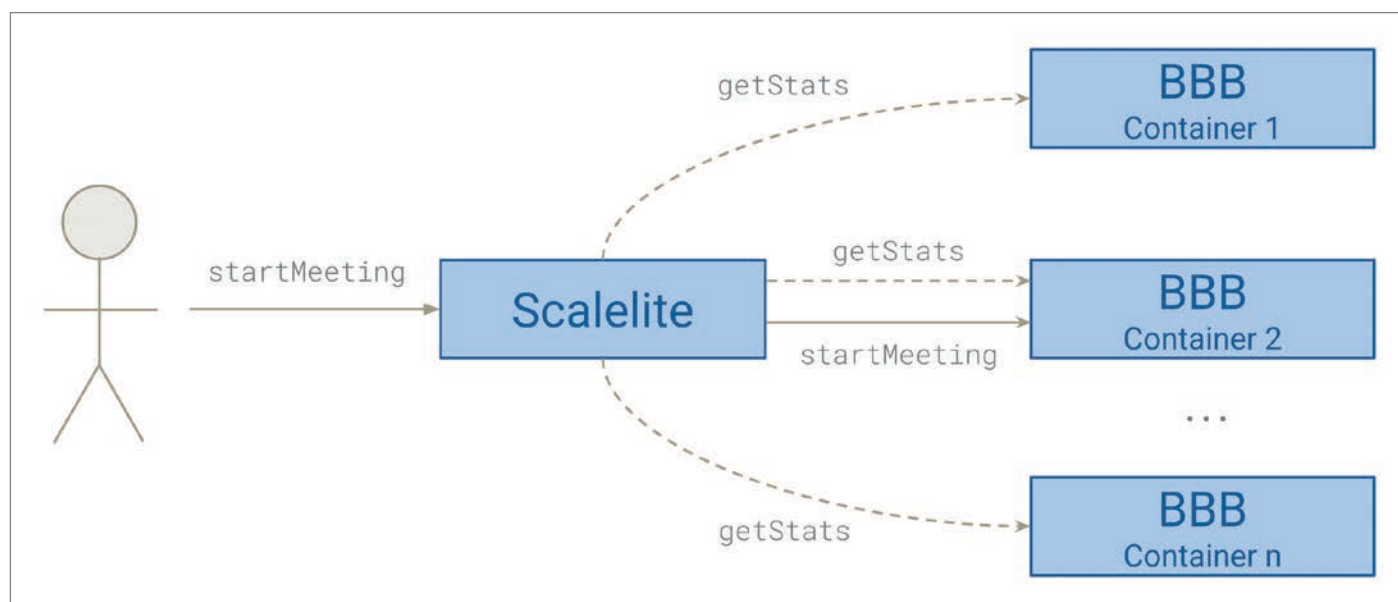 getStats
BBB
Container 1
startMeeting
Scalelite
getStats
startMeeting
BBB
Container 2
...
getStats
BBB
Container n